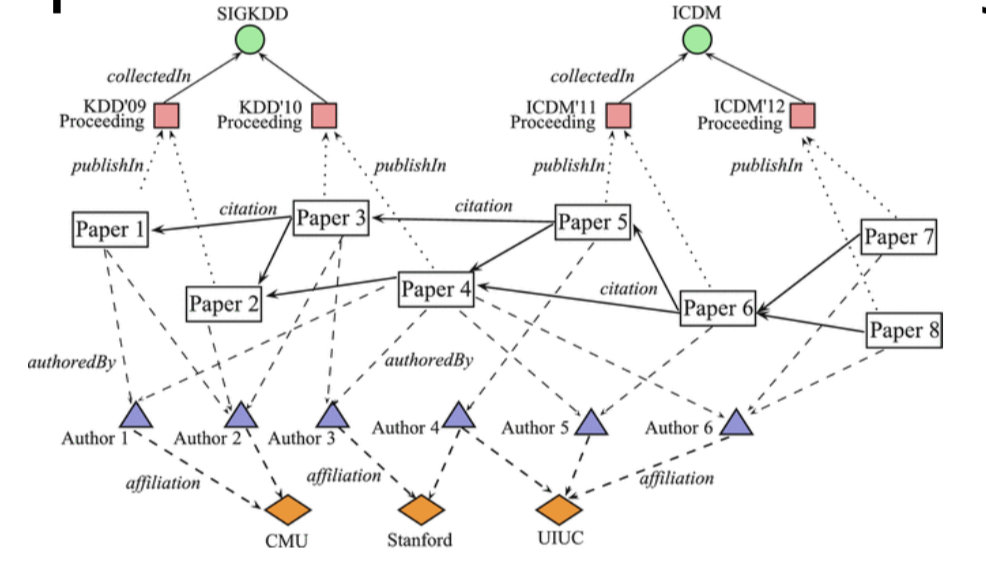 SIGKDD
ICDM
collectedIn
collectedIn
KDD'09
Proceeding
KDD'10
Proceeding
ICDM'11
Proceeding
ICDM'12
Proceeding
publishIn
publishIn
publishIn
publishIn
citation
citation
Paper 1
Paper 3
Paper 5
Paper 7
Paper 2
Paper 4
citation
Paper 6
Paper 8
authoredBy
authoredBy
Author 1
Author 2
Author 3
Author 4
Author 5
Author 6
affiliation
affiliation
affiliation
CMU
Stanford
UIUC